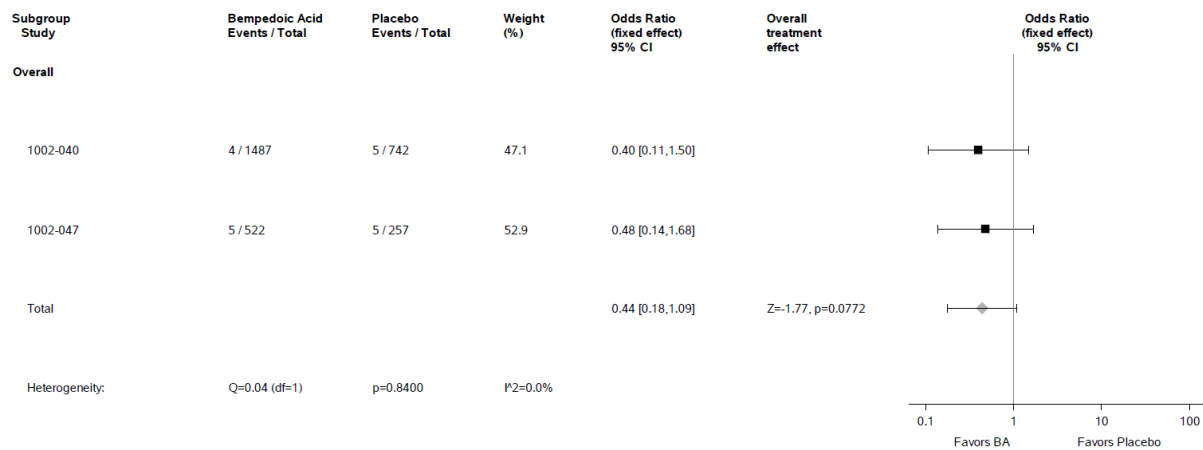 Subgroup Bempedoic Acid Placebo Weight Odds Ratio Overall Odds Ratio
Study Events / Total Events / Total (%) (fixed effect) treatment (fixed effect)
95% CI effect 95% CI
Overall
1002-040 4 / 1487 5 / 742 47.1 0.40 [0.11,1.50]
1002-047 5 / 522 5 / 257 52.9 0.48 [0.14,1.68]
Total 0.44 [0.18,1.09] Z=-1.77, p=0.0772
Heterogeneity: Q=0.04 (df=1) p=0.8400 I^2=0.0%
0.1 1 10 100
Favors BA Favors Placebo